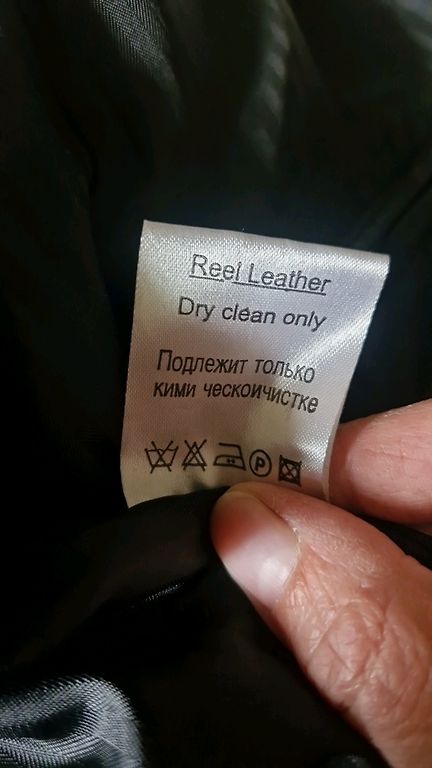 Reel Leather
Dry clean only
Подлежит только
кими ческоичистке
P